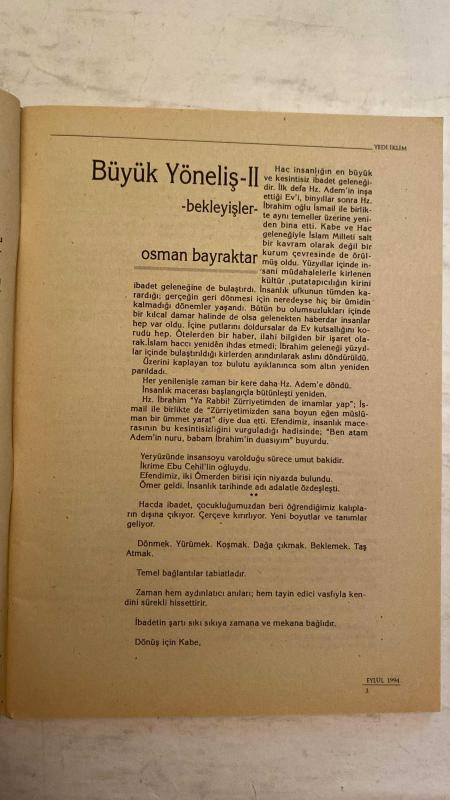 YEDİ İKLİM
Büyük Yöneliş-II
-bekleyişler-
osman bayraktar
Hac insanlığın en büyük
ve kesintisiz ibadet geleneği-
dir. İlk defa Hz. Adem'in inşa
ettiği Ev'i, binyıllar sonra Hz.
İbrahim oğlu İsmail ile birlik-
te aynı temeller üzerine yeni-
den bina etti. Kabe ve Hac
geleneğiyle İslam Milleti salt
bir kavram olarak değil bir
kurum çevresinde de örül-
müş oldu. Yüzyıllar içinde in-
sani müdahalelerle kirlenen
kültür ,putatapıcılığın kirini
ibadet geleneğine de bulaştırdı. İnsanlık ufkunun tümden ka-
rardığı; gerçeğin geri dönmesi için neredeyse hiç bir ümidin
kalmadığı dönemler yaşandı. Bütün bu olumsuzlukları içinde
bir kılcal damar halinde de olsa gelenekten haberdar insanlar
hep var oldu. İçine putlarını doldursalar da Ev kutsallığını ko-
rudu hep. Ötelerden bir haber, ilahi bilgiden bir işaret ola-
rak.İslam haccı yeniden ihdas etmedi; İbrahim geleneği yüzyıl-
lar içinde bulaştırıldığı kirlerden arındırılarak aslını döndürüldü.
Üzerini kaplayan toz bulutu ayıklanınca som altın yeniden
parıldadı.
Her yenilenişle zaman bir kere daha Hz. Adem'e döndü.
İnsanlık macerası başlangıçla bütünleşti yeniden.
Hz. İbrahim "Ya Rabbi! Zürriyetimden de imamlar yap"; İs-
mail ile birlikte de "Zürriyetimizden sana boyun eğen müslü-
man bir ümmet yarat" diye dua etti. Efendimiz, insanlık mace-
rasının bu kesintisizliğini vurguladığı hadisinde; "Ben atam
Adem'in nuru, babam İbrahim'in duasıyım" buyurdu.
Yeryüzünde insansoyu varolduğu sürece umut bakidir.
İkrime Ebu Cehil'in oğluydu.
Efendimiz, iki Ömerden birisi için niyazda bulundu.
Ömer geldi. İnsanlık tarihinde adı adalatle özdeşleşti.
**
Hacda ibadet, çocukluğumuzdan beri öğrendiğimiz kalıpla-
rın dışına çıkıyor. Çerçeve kırılıyor. Yeni boyutlar ve tanımlar
geliyor.
Dönmek. Yürümek. Koşmak. Dağa çıkmak. Beklemek. Taş
Atmak.
Temel bağlantılar tabiatladır.
Zaman hem aydınlatıcı anıları; hem tayin edici vasfıyla ken-
dini sürekli hissettirir.
İbadetin şartı sıkı sıkıya zamana ve mekana bağlıdır.
Dönüş için Kabe,
EYLÜL 1994
3